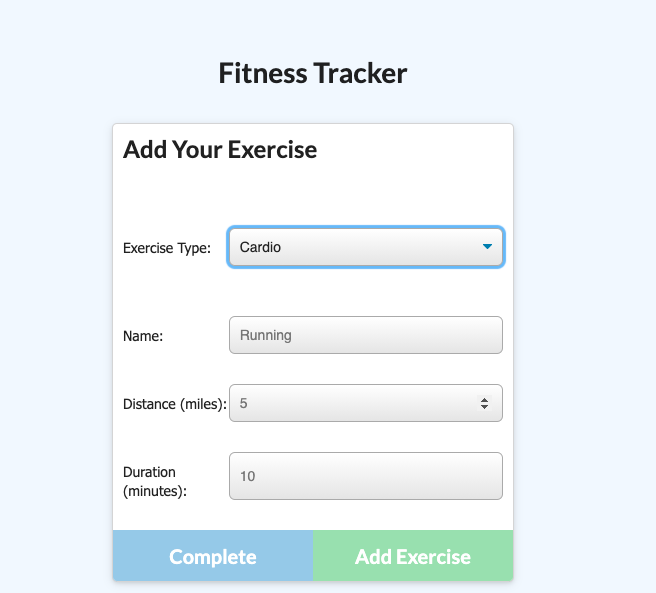 Fitness Tracker
Add Your Exercise
Exercise Type: Cardio
Name: Running
Distance (miles): 5
Duration
(minutes): 10
Complete Add Exercise